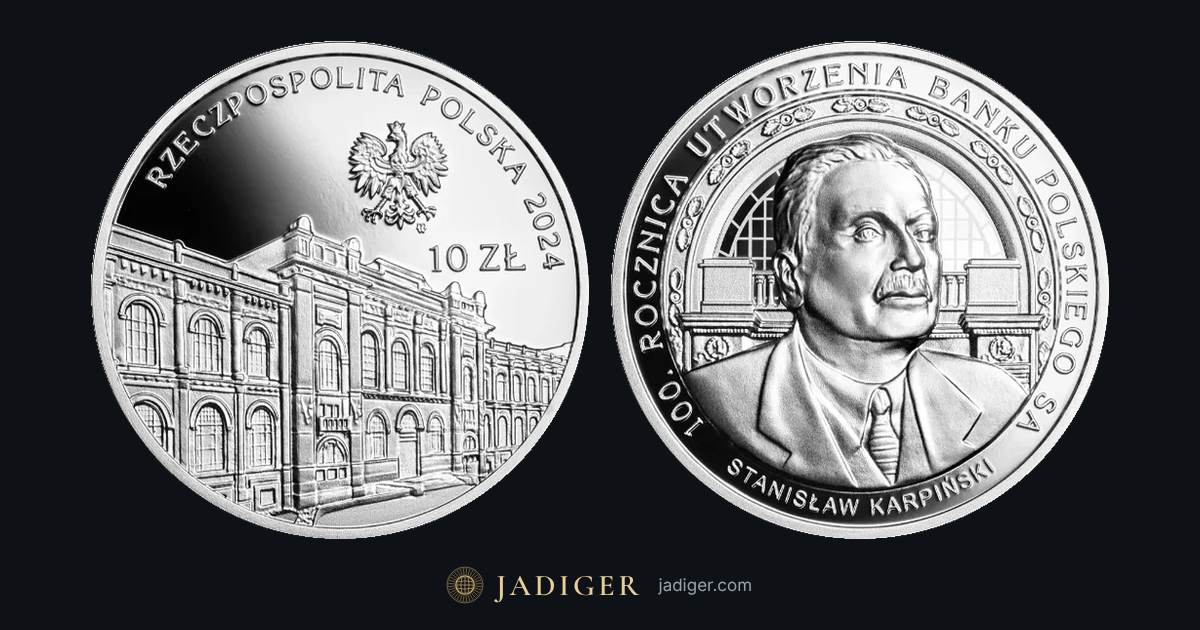 RZECZPOSPOLITA POLSKA 2024
10 ZŁ
100. ROCZNICA UTWORZENIA BANKU POLSKIEGO SA
STANISŁAW KARPIŃSKI
JADIGER jadiger.com